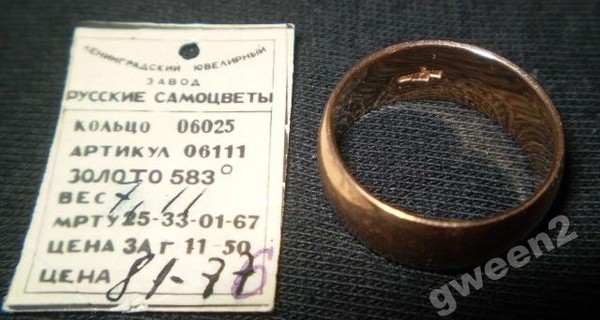 ЛЕНИНГРАДСКИЙ ЮВЕЛИРНЫЙ
ЗАВОД
РУССКИЕ САМОЦВЕТЫ
КОЛЬЦО 06025
АРТИКУЛ 06111
ЗОЛОТО 583°
ВЕС 7,11
МРТУ 25-33-01-67
ЦЕНА ЗА г 11-50
ЦЕНА 81-77
gween2